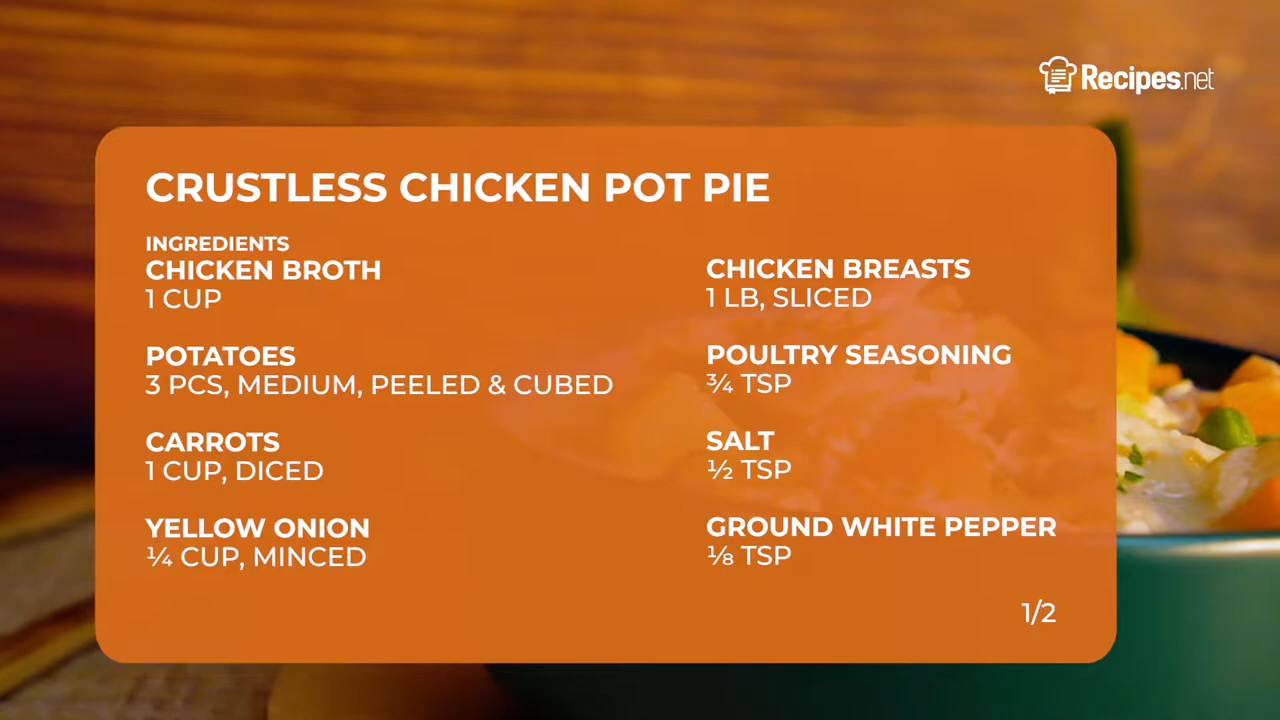 Recipes.net
CRUSTLESS CHICKEN POT PIE
INGREDIENTS
CHICKEN BROTH
1 CUP
POTATOES
3 PCS, MEDIUM, PEELED & CUBED
CARROTS
1 CUP, DICED
YELLOW ONION
¼ CUP, MINCED
CHICKEN BREASTS
1 LB, SLICED
POULTRY SEASONING
¾ TSP
SALT
½ TSP
GROUND WHITE PEPPER
⅛ TSP
1/2